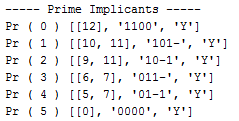 ----- Prime Implicants -----
Pr ( 0 ) [[12], '1100', 'Y']
Pr ( 1 ) [[10, 11], '101-', 'Y']
Pr ( 2 ) [[9, 11], '10-1', 'Y']
Pr ( 3 ) [[6, 7], '011-', 'Y']
Pr ( 4 ) [[5, 7], '01-1', 'Y']
Pr ( 5 ) [[0], '0000', 'Y']